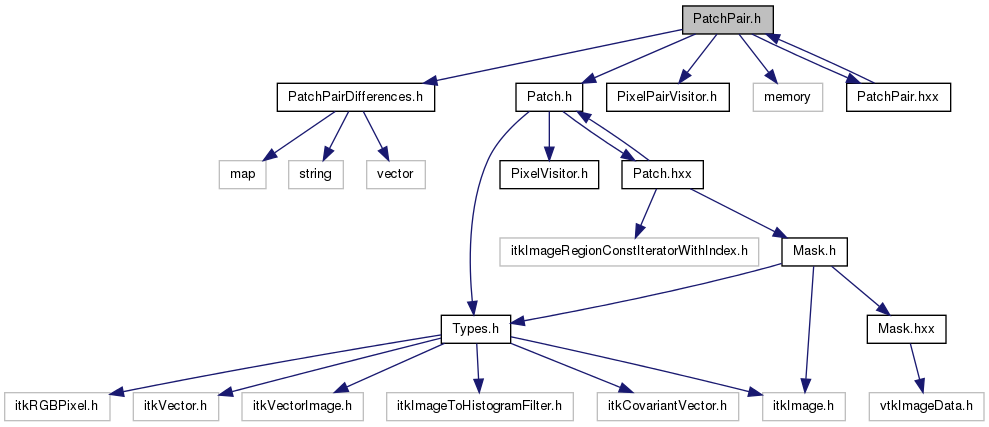 PatchPair.h
PatchPairDifferences.h
Patch.h
PixelPairVisitor.h
memory
PatchPair.hxx
map
string
vector
PixelVisitor.h
Patch.hxx
itkImageRegionConstIteratorWithIndex.h
Mask.h
Types.h
Mask.hxx
itkRGBPixel.h
itkVector.h
itkVectorImage.h
itkImageToHistogramFilter.h
itkCovariantVector.h
itkImage.h
vtkImageData.h